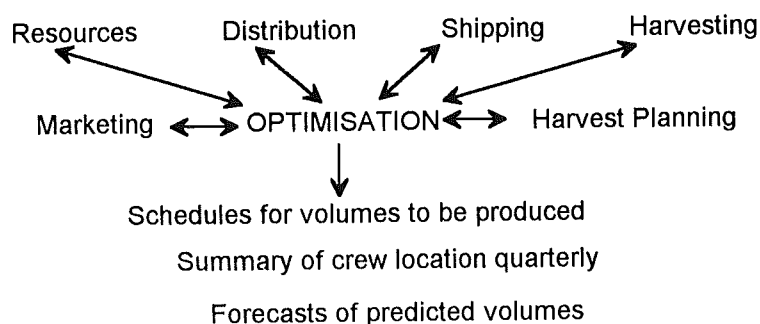 Resources Distribution Shipping Harvesting
Marketing OPTIMISATION Harvest Planning
Schedules for volumes to be produced
Summary of crew location quarterly
Forecasts of predicted volumes